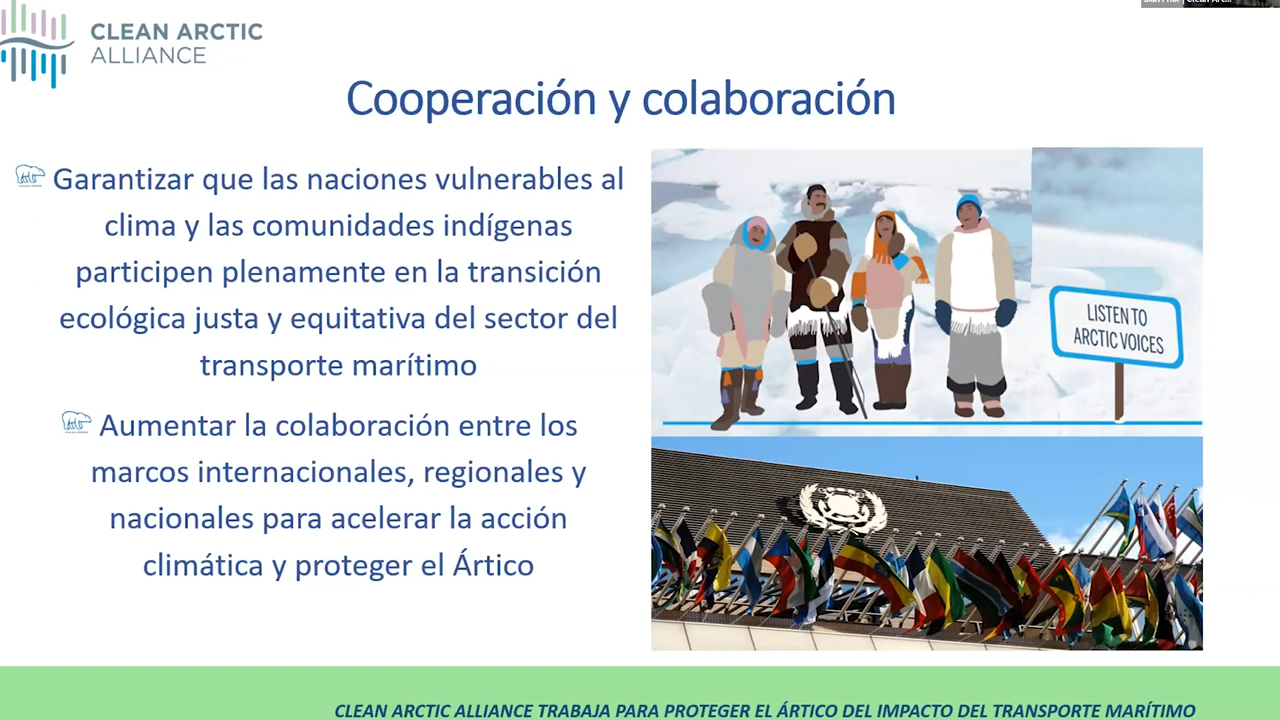 CLEAN ARCTIC
ALLIANCE
Cooperación y colaboración
Garantizar que las naciones vulnerables al
clima y las comunidades indígenas
participen plenamente en la transición
ecológica justa y equitativa del sector del
transporte marítimo
Aumentar la colaboración entre los
marcos internacionales, regionales y
nacionales para acelerar la acción
climática y proteger el Ártico
LISTEN TO
ARCTIC VOICES
CLEAN ARCTIC ALLIANCE TRABAJA PARA PROTEGER EL ÁRTICO DEL IMPACTO DEL TRANSPORTE MARÍTIMO